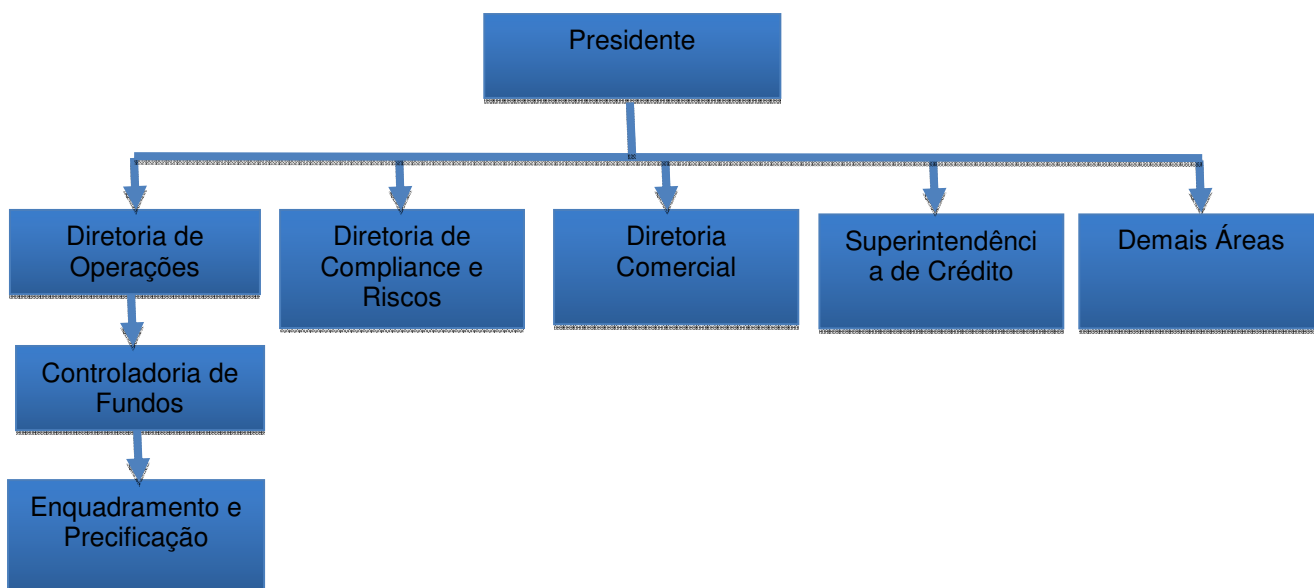 Presidente
Diretoria de
Operações
Diretoria de
Compliance e
Riscos
Diretoria
Comercial
Superintendênci
a de Crédito
Demais Áreas
Controladoria de
Fundos
Enquadramento e
Precificação